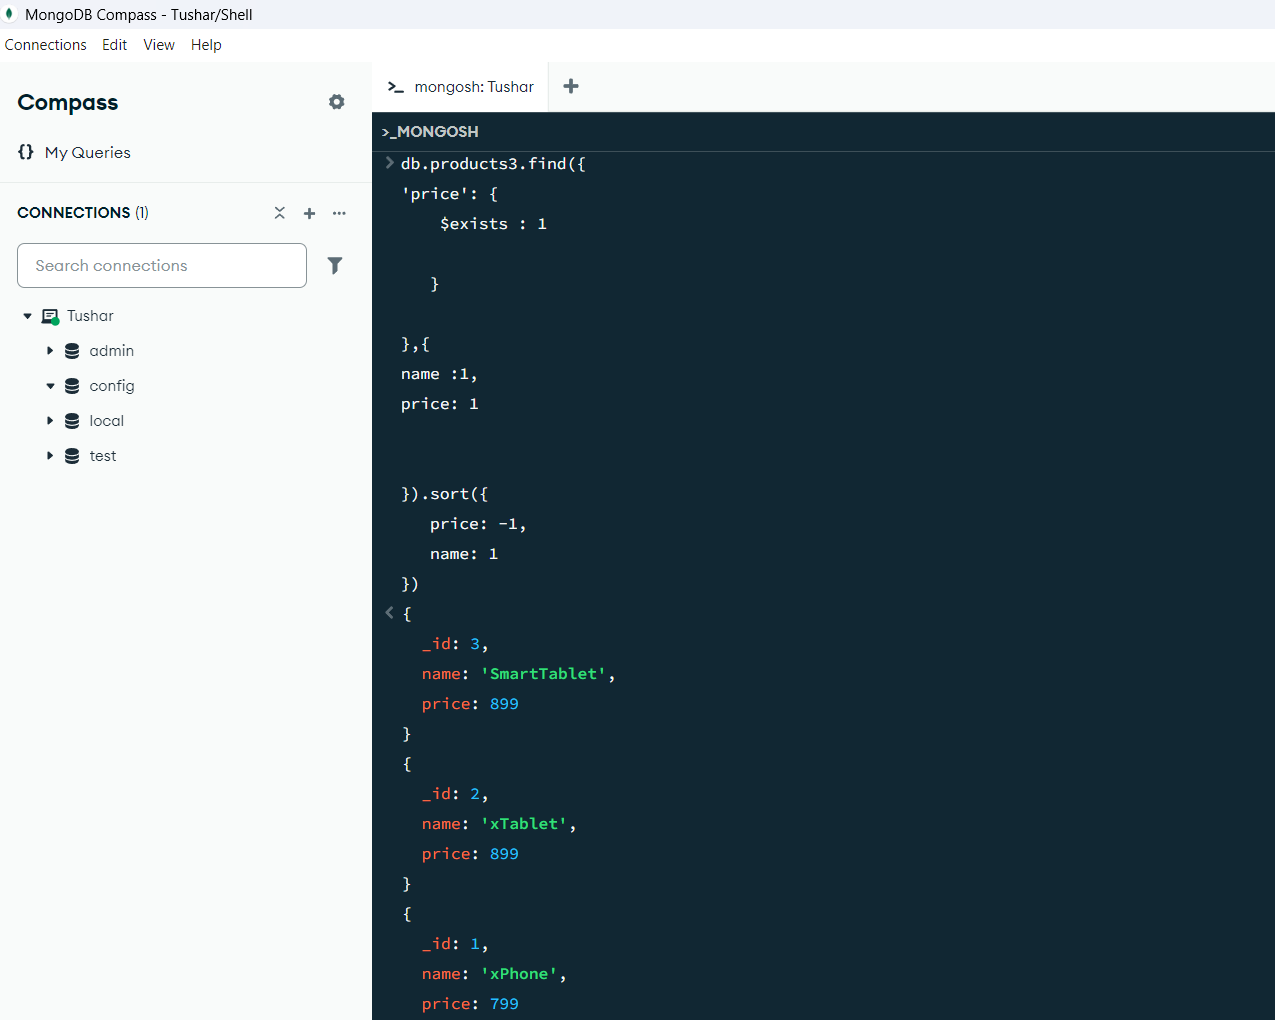 MongoDB Compass - Tushar/Shell
Connections Edit View Help
Compass
{} My Queries
CONNECTIONS (1)
Search connections
Tushar
admin
config
local
test
>_ mongosh: Tushar +
>_MONGOSH
> db.products3.find({
'price': {
    $exists : 1
   }
},{
name :1,
price: 1
}).sort({
   price: -1,
   name: 1
})
< {
  _id: 3,
  name: 'SmartTablet',
  price: 899
}
{
  _id: 2,
  name: 'xTablet',
  price: 899
}
{
  _id: 1,
  name: 'xPhone',
  price: 799